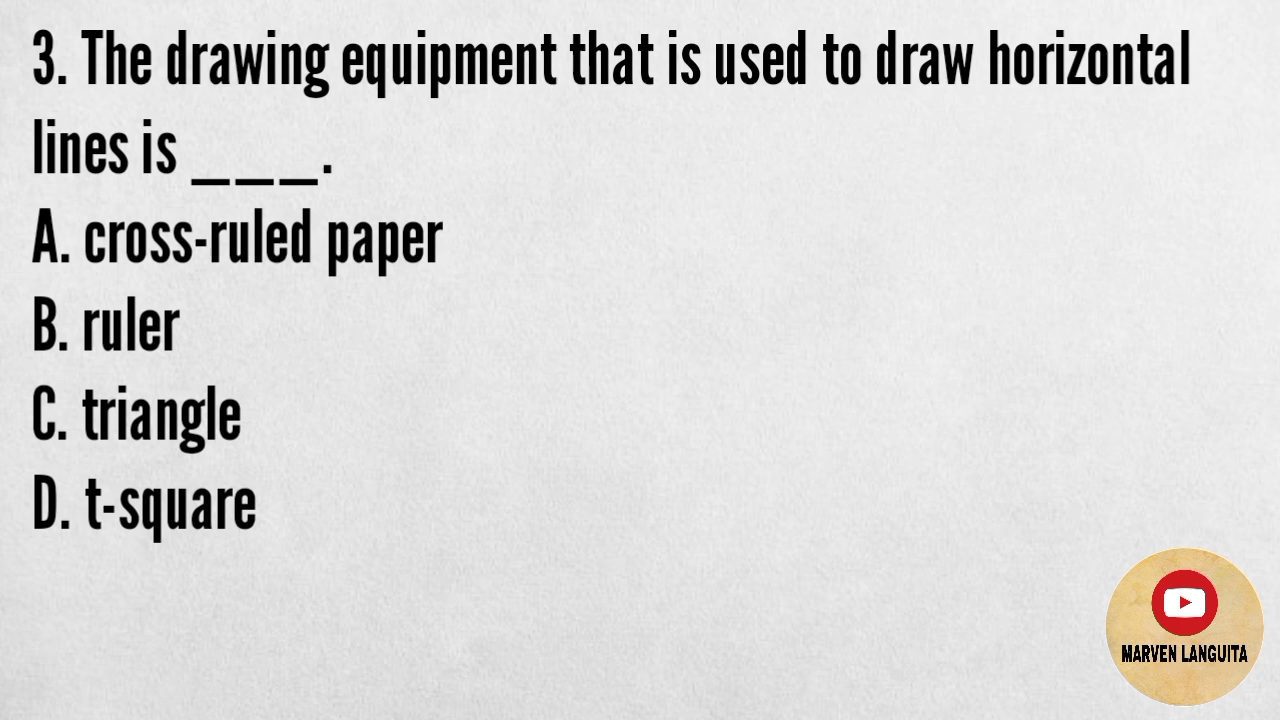 3. The drawing equipment that is used to draw horizontal
lines is ___.
A. cross-ruled paper
B. ruler
C. triangle
D. t-square
MARVEN LANGUITA